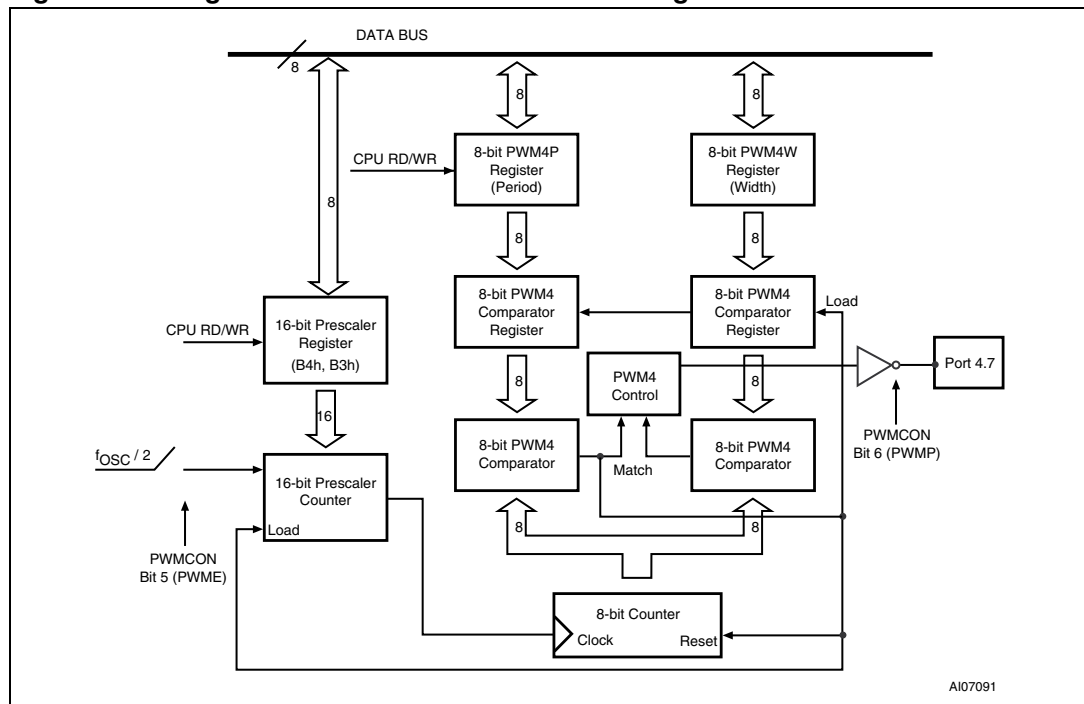 DATA BUS
8
8
8
CPU RD/WR
8-bit PWM4P
Register
(Period)
8-bit PWM4W
Register
(Width)
8
8
8
CPU RD/WR
16-bit Prescaler
Register
(B4h, B3h)
8-bit PWM4
Comparator
Register
8-bit PWM4
Comparator
Register
Load
8
PWM4
Control
8
Port 4.7
16
PWMCON
Bit 6 (PWMP)
fOSC / 2
16-bit Prescaler
Counter
Load
8-bit PWM4
Comparator
Match
8-bit PWM4
Comparator
8
8
PWMCON
Bit 5 (PWME)
8-bit Counter
Clock
Reset
AI07091